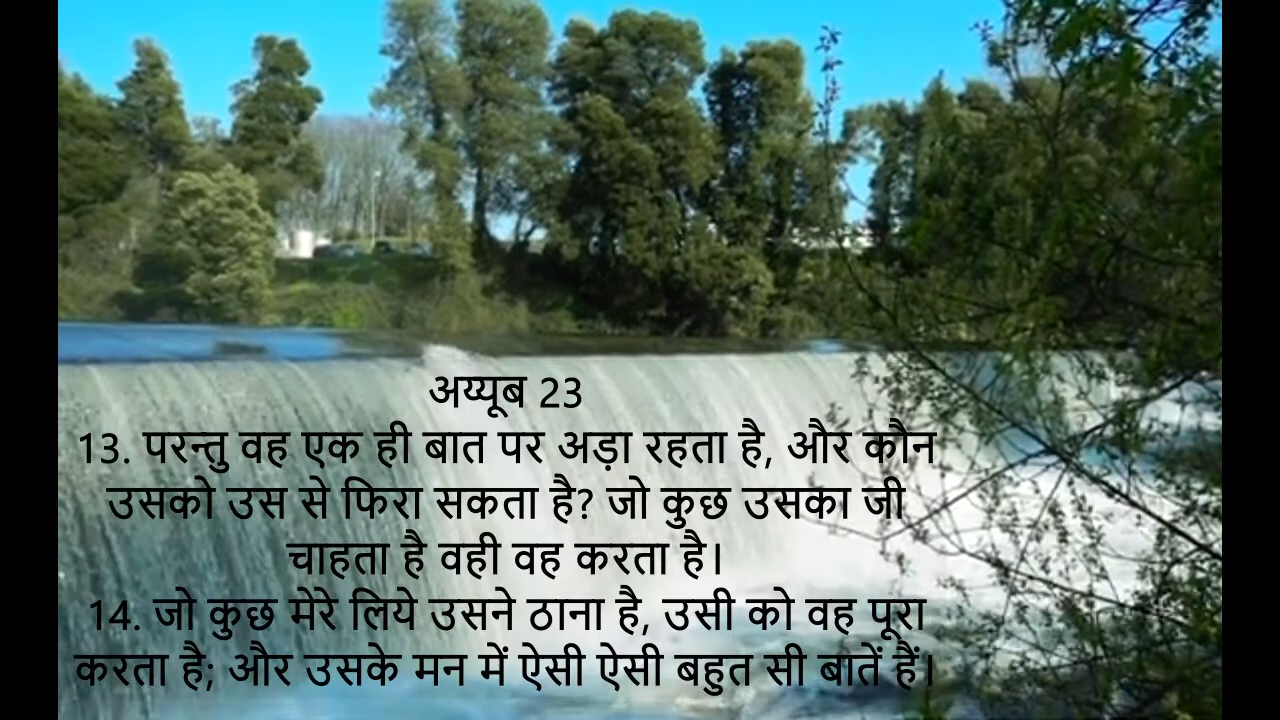 अय्यूब 23
13. परन्तु वह एक ही बात पर अड़ा रहता है, और कौन
उसको उस से फिरा सकता है? जो कुछ उसका जी
चाहता है वही वह करता है।
14. जो कुछ मेरे लिये उसने ठाना है, उसी को वह पूरा
करता है; और उसके मन में ऐसी ऐसी बहुत सी बातें हैं।